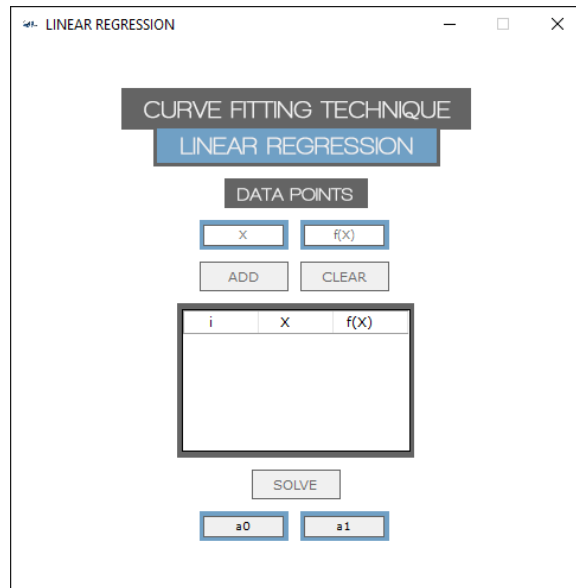 LINEAR REGRESSION
CURVE FITTING TECHNIQUE
LINEAR REGRESSION
DATA POINTS
X f(X)
ADD CLEAR
i X f(X)
SOLVE
a0 a1